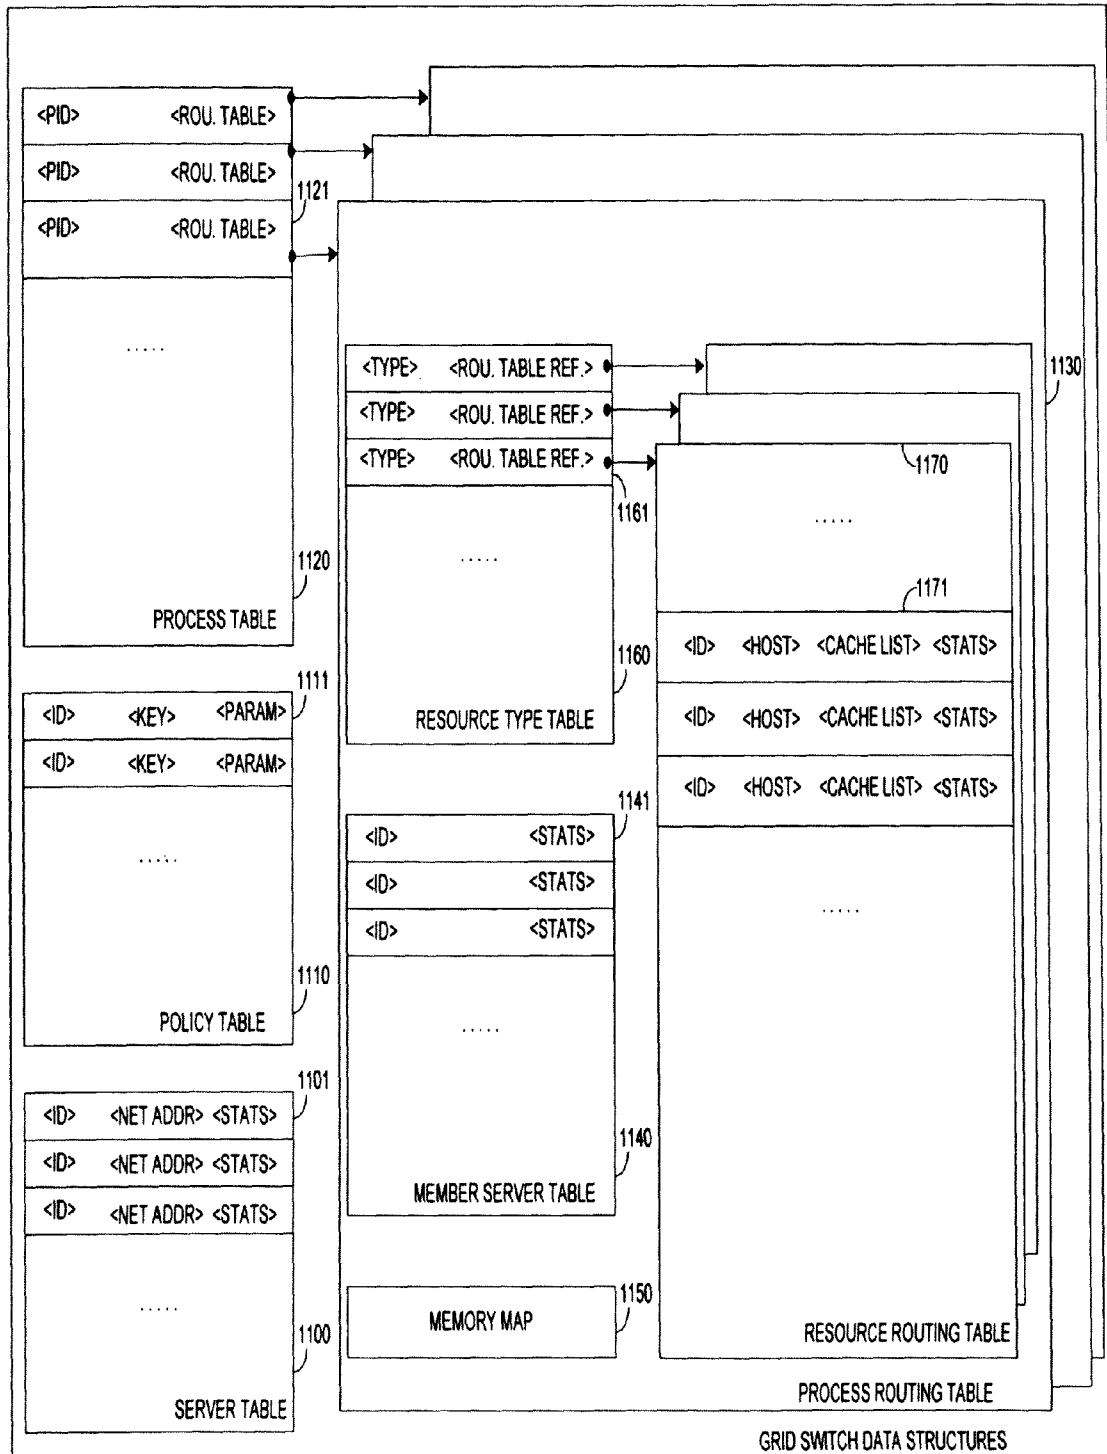 <PID> <ROU. TABLE>
<PID> <ROU. TABLE>
1121
<PID> <ROU. TABLE>
.....
1120
PROCESS TABLE
1111
<ID> <KEY> <PARAM>
<ID> <KEY> <PARAM>
.....
1110
POLICY TABLE
1101
<ID> <NET ADDR> <STATS>
<ID> <NET ADDR> <STATS>
<ID> <NET ADDR> <STATS>
.....
1100
SERVER TABLE
<TYPE> <ROU. TABLE REF.>
<TYPE> <ROU. TABLE REF.>
<TYPE> <ROU. TABLE REF.>
1161
.....
1160
RESOURCE TYPE TABLE
1141
<ID> <STATS>
<ID> <STATS>
<ID> <STATS>
.....
1140
MEMBER SERVER TABLE
1150
MEMORY MAP
1130
1170
.....
1171
<ID> <HOST> <CACHE LIST> <STATS>
<ID> <HOST> <CACHE LIST> <STATS>
<ID> <HOST> <CACHE LIST> <STATS>
.....
RESOURCE ROUTING TABLE
PROCESS ROUTING TABLE
GRID SWITCH DATA STRUCTURES